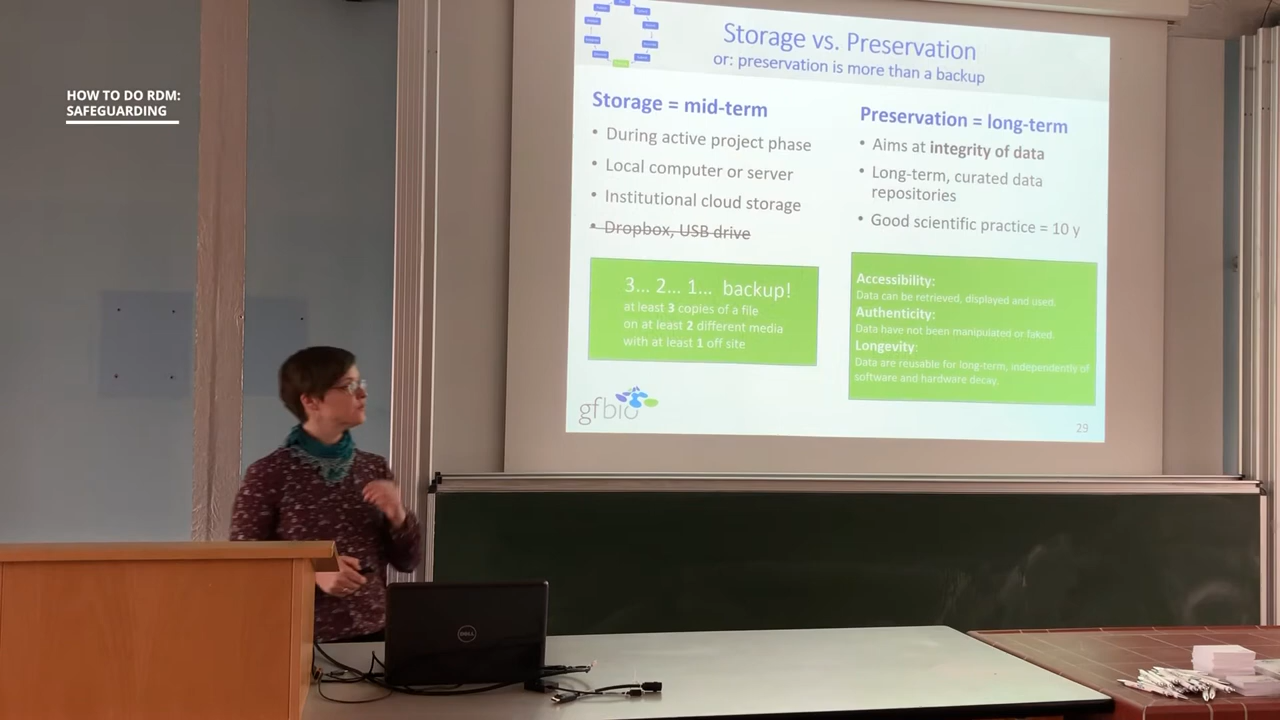 HOW TO DO RDM:
SAFEGUARDING
Storage vs. Preservation
or: preservation is more than a backup
Storage = mid-term
• During active project phase
• Local computer or server
• Institutional cloud storage
• Dropbox, USB drive
3... 2... 1... backup!
at least 3 copies of a file
on at least 2 different media
with at least 1 off site
Preservation = long-term
• Aims at integrity of data
• Long-term, curated data
repositories
• Good scientific practice = 10 y
Accessibility:
Data can be retrieved, displayed and used.
Authenticity:
Data have not been manipulated or faked.
Longevity:
Data are reusable for long-term, independently of
software and hardware decay.
gfbio
29
DELL